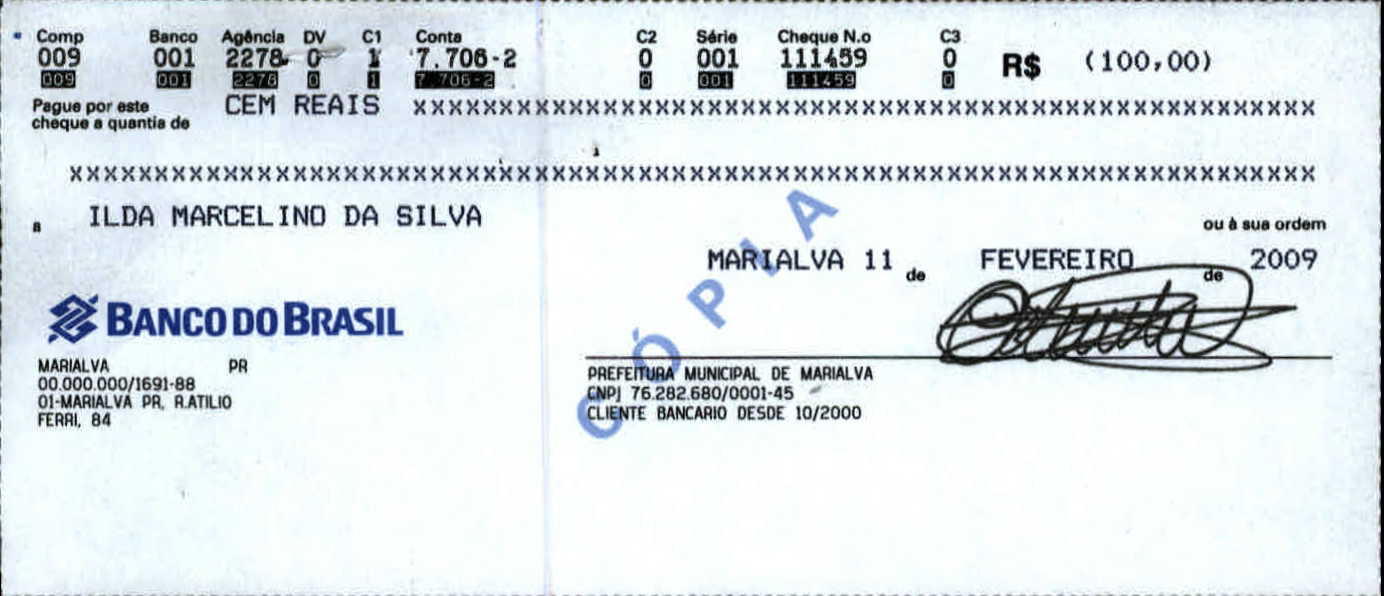 Comp Banco Agência DV C1 Conta C2 Série Cheque N.o C3
009 001 2278 0 1 7.706-2 0 001 111459 0 R$ (100,00)
009 001 2278 0 1 7.706-2 0 001 111459 0
Pague por este CEM REAIS XXXXXXXXXXXXXXXXXXXXXXXXXXXXXXXXXXXXXXXXXXXXXXXXXXXXX
cheque a quantia de
XXXXXXXXXXXXXXXXXXXXXXXXXXXXXXXXXXXXXXXXXXXXXXXXXXXXXXXXXXXXXXXXXXXXXXXXX
a ILDA MARCELINO DA SILVA ou à sua ordem
MARIALVA 11 de FEVEREIRO de 2009
CÓPIA
BANCO DO BRASIL
MARIALVA PR
00.000.000/1691-88
01-MARIALVA PR, R.ATILIO
FERRI, 84
PREFEITURA MUNICIPAL DE MARIALVA
CNPJ 76.282.680/0001-45
CLIENTE BANCARIO DESDE 10/2000